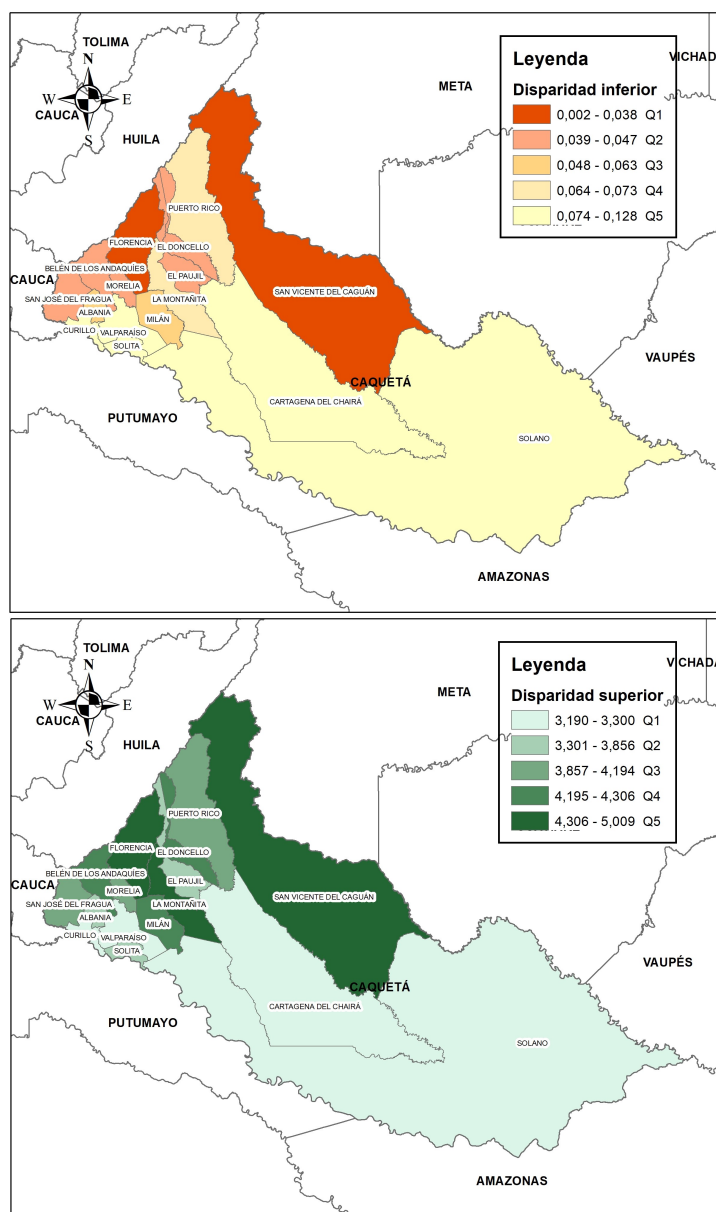 TOLIMA
N
W
E
CAUCA
S
HUILA
META
VICHAD
Leyenda
Disparidad inferior
0,002 - 0,038 Q1
0,039 - 0,047 Q2
0,048 - 0,063 Q3
0,064 - 0,073 Q4
0,074 - 0,128 Q5
PUERTO RICO
FLORENCIA
EL DONCELLO
BELÉN DE LOS ANDAQUÍES
EL PAUJIL
CAUCA
MORELIA
SAN VICENTE DEL CAGUÁN
SAN JOSÉ DEL FRAGUA
LA MONTAÑITA
ALBANIA
MILÁN
CURILLO
VALPARAÍSO
SOLITA
VAUPÉS
CAQUETÁ
CARTAGENA DEL CHAIRÁ
PUTUMAYO
SOLANO
AMAZONAS
TOLIMA
N
W
E
CAUCA
S
HUILA
META
VICHADA
Leyenda
Disparidad superior
3,190 - 3,300 Q1
3,301 - 3,856 Q2
3,857 - 4,194 Q3
4,195 - 4,306 Q4
4,306 - 5,009 Q5
PUERTO RICO
FLORENCIA
EL DONCELLO
BELÉN DE LOS ANDAQUÍES
EL PAUJIL
CAUCA
MORELIA
SAN VICENTE DEL CAGUÁN
SAN JOSÉ DEL FRAGUA
LA MONTAÑITA
ALBANIA
MILÁN
CURILLO
VALPARAÍSO
SOLITA
VAUPÉS
CAQUETÁ
CARTAGENA DEL CHAIRÁ
PUTUMAYO
SOLANO
AMAZONAS